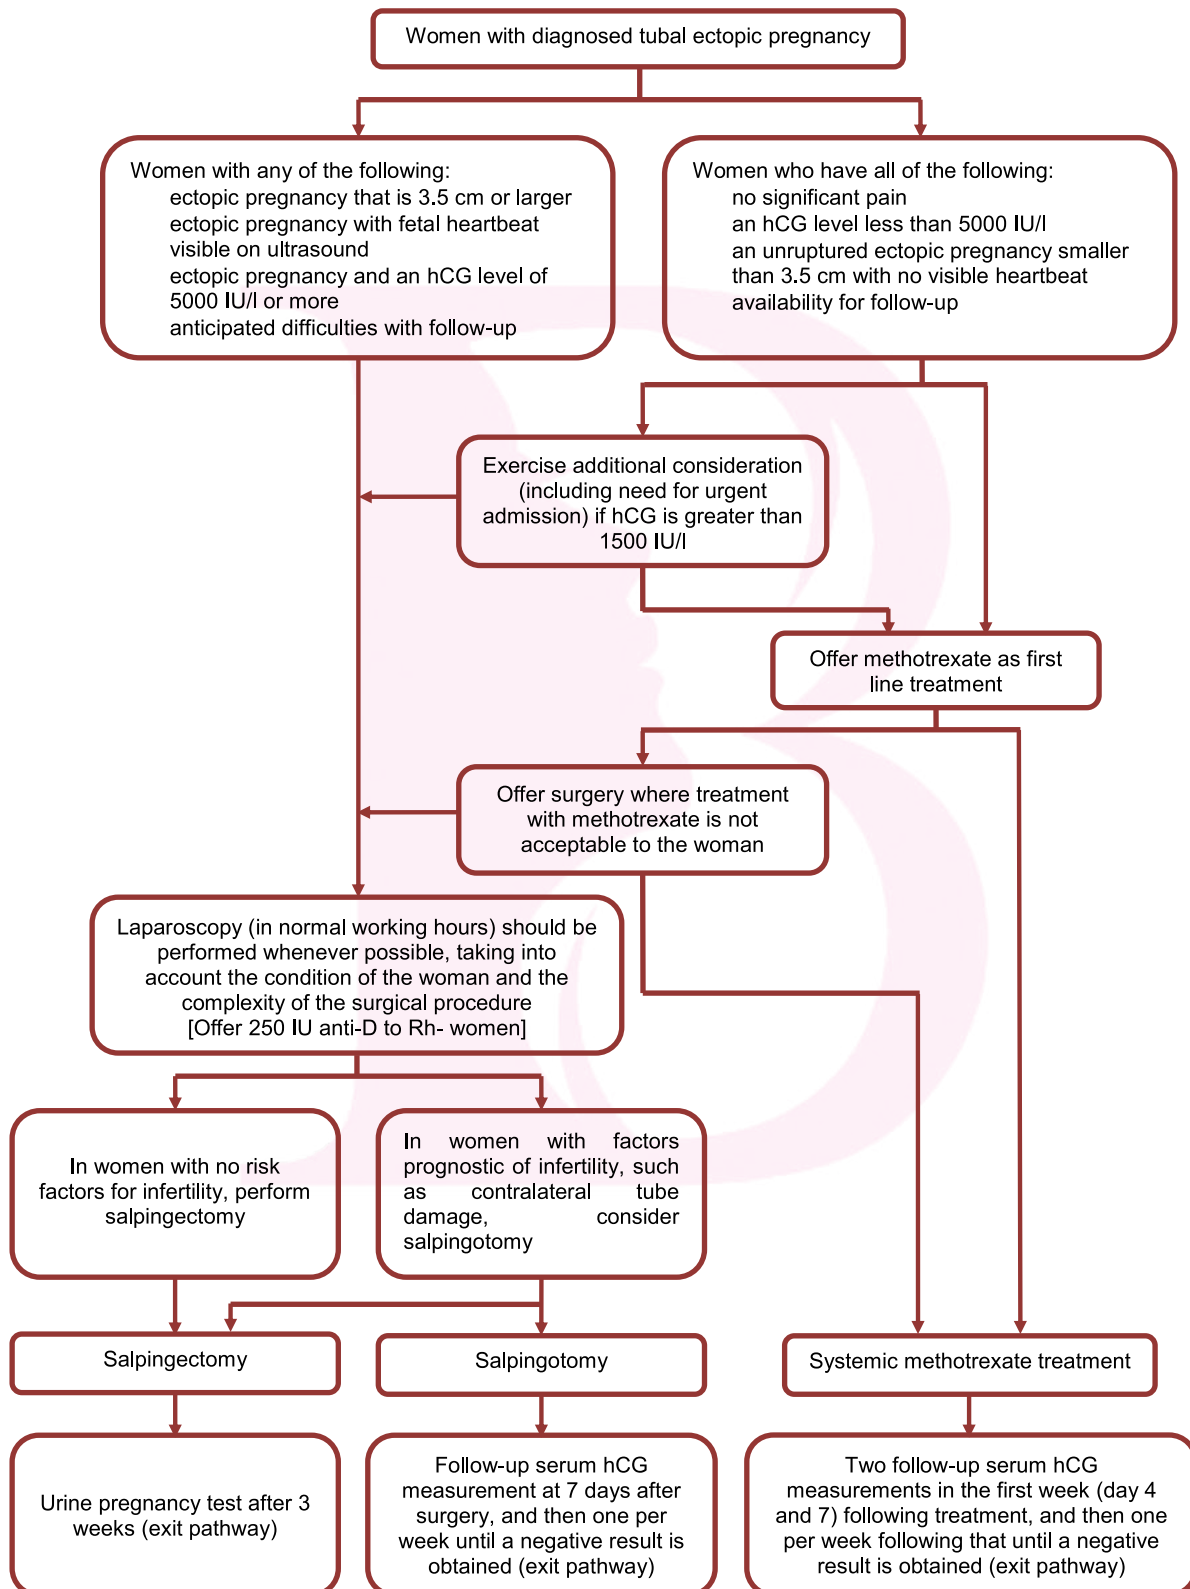 Women with diagnosed tubal ectopic pregnancy
Women with any of the following:
ectopic pregnancy that is 3.5 cm or larger
ectopic pregnancy with fetal heartbeat
visible on ultrasound
ectopic pregnancy and an hCG level of
5000 IU/l or more
anticipated difficulties with follow-up
Women who have all of the following:
no significant pain
an hCG level less than 5000 IU/l
an unruptured ectopic pregnancy smaller
than 3.5 cm with no visible heartbeat
availability for follow-up
Exercise additional consideration
(including need for urgent
admission) if hCG is greater than
1500 IU/l
Offer methotrexate as first
line treatment
Offer surgery where treatment
with methotrexate is not
acceptable to the woman
Laparoscopy (in normal working hours) should be
performed whenever possible, taking into
account the condition of the woman and the
complexity of the surgical procedure
[Offer 250 IU anti-D to Rh- women]
In women with no risk
factors for infertility, perform
salpingectomy
In women with factors
prognostic of infertility, such
as contralateral tube
damage, consider
salpingotomy
Salpingectomy
Salpingotomy
Systemic methotrexate treatment
Urine pregnancy test after 3
weeks (exit pathway)
Follow-up serum hCG
measurement at 7 days after
surgery, and then one per
week until a negative result is
obtained (exit pathway)
Two follow-up serum hCG
measurements in the first week (day 4
and 7) following treatment, and then one
per week following that until a negative
result is obtained (exit pathway)